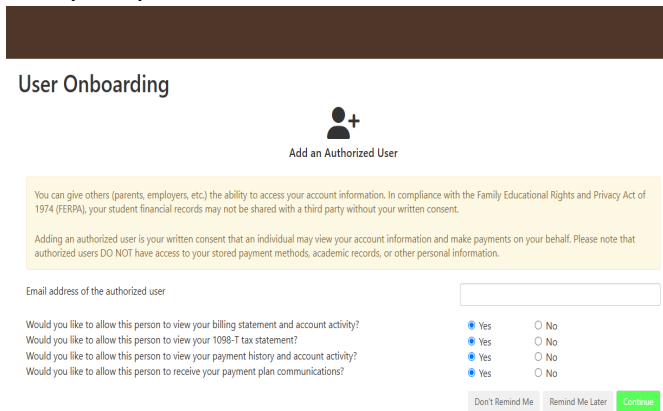 User Onboarding
Add an Authorized User
You can give others (parents, employers, etc.) the ability to access your account information. In compliance with the Family Educational Rights and Privacy Act of
1974 (FERPA), your student financial records may not be shared with a third party without your written consent.
Adding an authorized user is your written consent that an individual may view your account information and make payments on your behalf. Please note that
authorized users DO NOT have access to your stored payment methods, academic records, or other personal information.
Email address of the authorized user
Would you like to allow this person to view your billing statement and account activity? Yes No
Would you like to allow this person to view your 1098-T tax statement? Yes No
Would you like to allow this person to view your payment history and account activity? Yes No
Would you like to allow this person to receive your payment plan communications? Yes No
Don't Remind Me Remind Me Later Continue